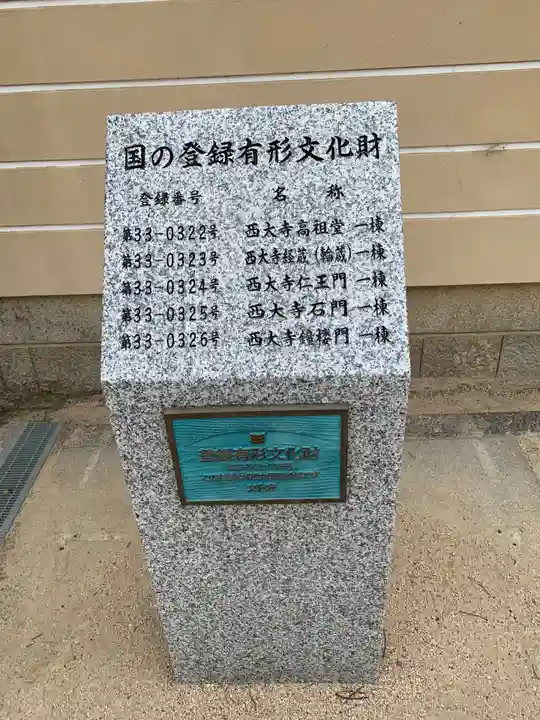 国の登録有形文化財
登録番号 名称
第33-0322号 西大寺高祖堂 一棟
第33-0323号 西大寺経蔵(輪蔵)一棟
第33-0324号 西大寺仁王門 一棟
第33-0325号 西大寺石門 一棟
第33-0326号 西大寺鐘楼門 一棟
登録有形文化財